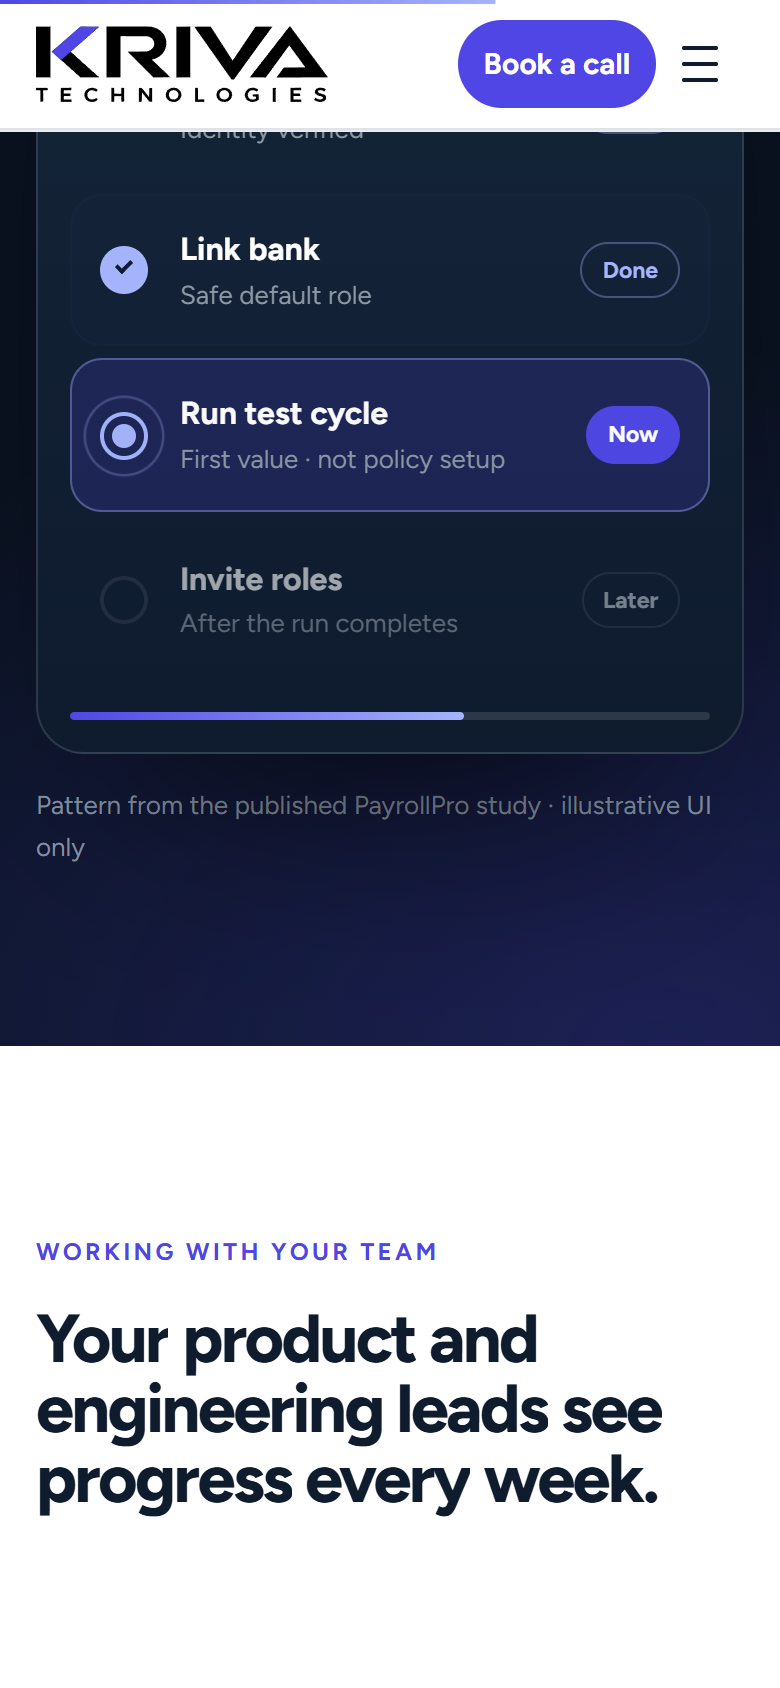 KRIVA
TECHNOLOGIES
Book a call
Identity verified
Link bank
Safe default role
Done
Run test cycle
First value · not policy setup
Now
Invite roles
After the run completes
Later
Pattern from the published PayrollPro study · illustrative UI
only
WORKING WITH YOUR TEAM
Your product and
engineering leads see
progress every week.